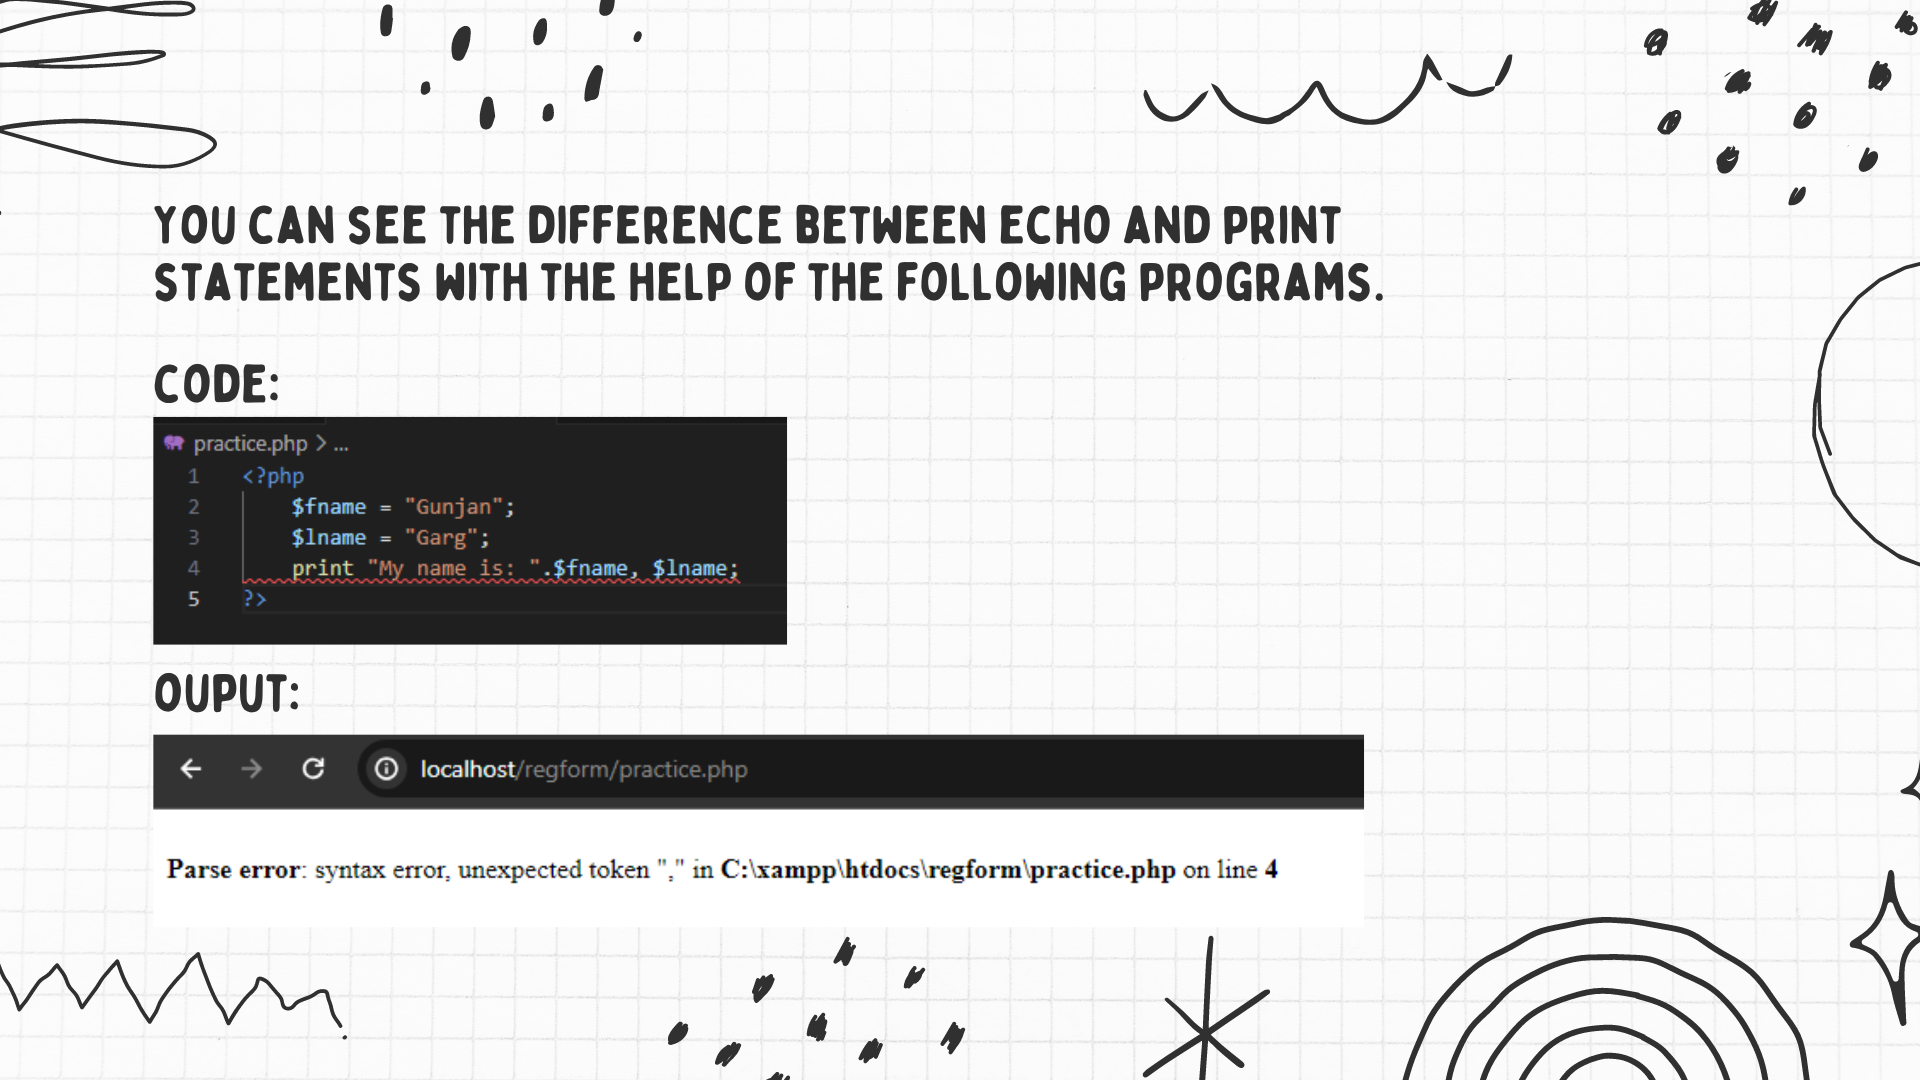 YOU CAN SEE THE DIFFERENCE BETWEEN ECHO AND PRINT
STATEMENTS WITH THE HELP OF THE FOLLOWING PROGRAMS.
CODE:
practice.php > ...
1 <?php
2 $fname = "Gunjan";
3 $lname = "Garg";
4 print "My name is: ".$fname, $lname;
5 ?>
OUPUT:
localhost/regform/practice.php
Parse error: syntax error, unexpected token "," in C:\xampp\htdocs\regform\practice.php on line 4